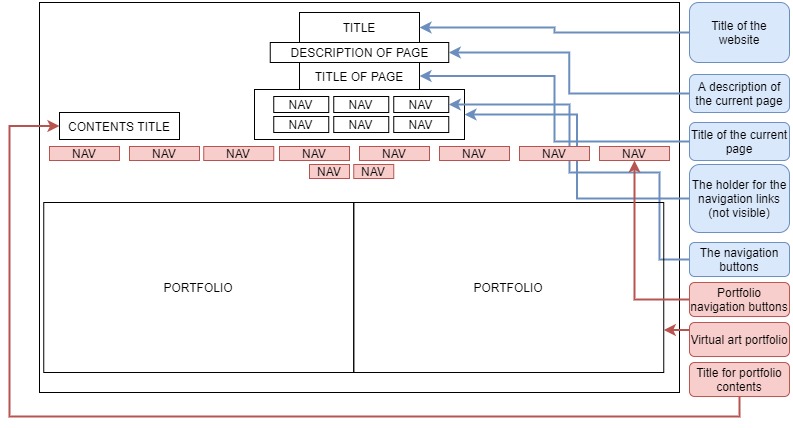 TITLE
Title of the
website
DESCRIPTION OF PAGE
TITLE OF PAGE
A description of
the current page
NAV NAV NAV
NAV NAV NAV
CONTENTS TITLE
Title of the current
page
NAV NAV NAV NAV NAV NAV NAV NAV
NAV NAV
The holder for the
navigation links
(not visible)
The navigation
buttons
PORTFOLIO PORTFOLIO
Portfolio
navigation buttons
Virtual art portfolio
Title for portfolio
contents